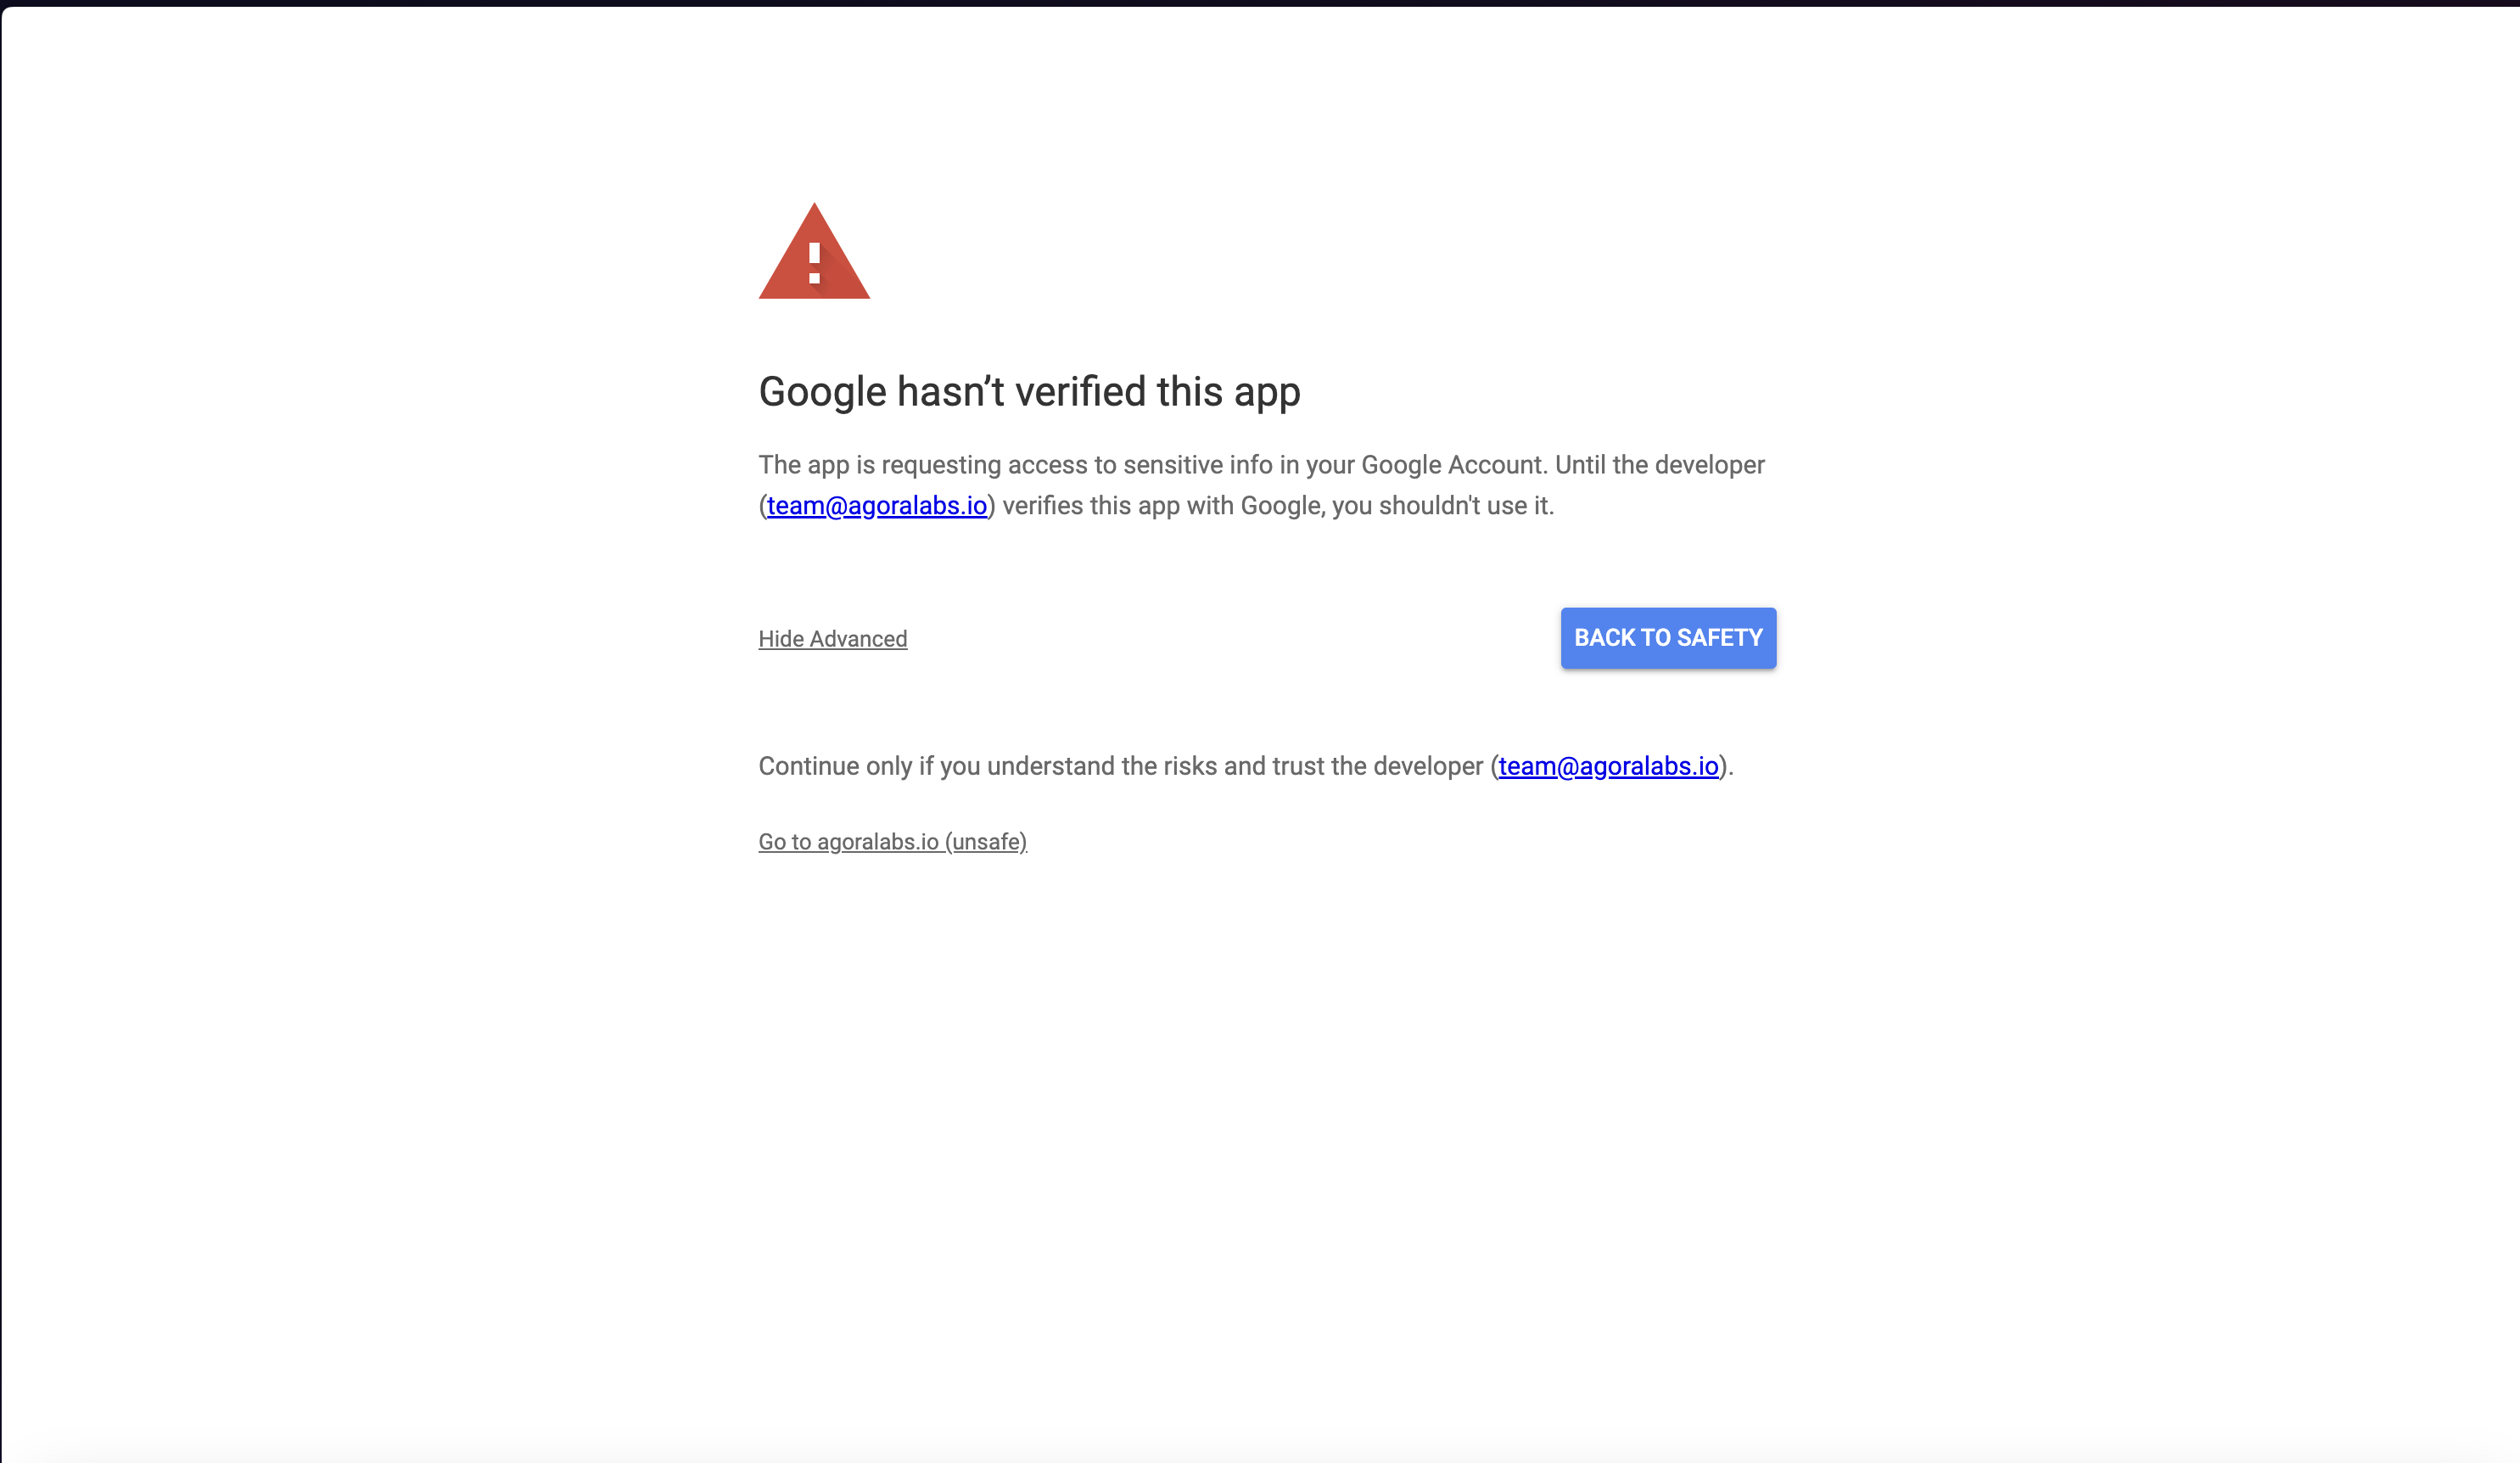 Google hasn’t verified this app
The app is requesting access to sensitive info in your Google Account. Until the developer
(team@agoralabs.io) verifies this app with Google, you shouldn't use it.
Hide Advanced
BACK TO SAFETY
Continue only if you understand the risks and trust the developer (team@agoralabs.io).
Go to agoralabs.io (unsafe)